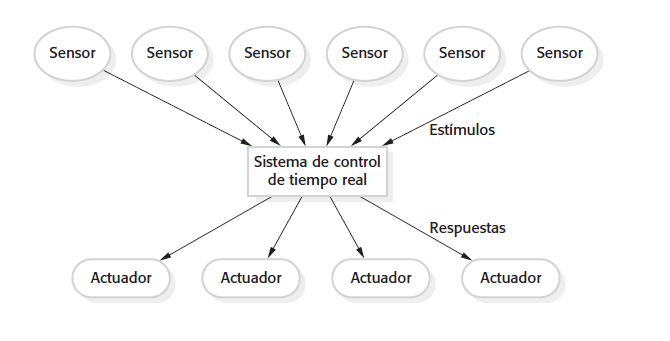 Sensor
Sensor
Sensor
Sensor
Sensor
Sensor
Estímulos
Sistema de control
de tiempo real
Respuestas
Actuador
Actuador
Actuador
Actuador